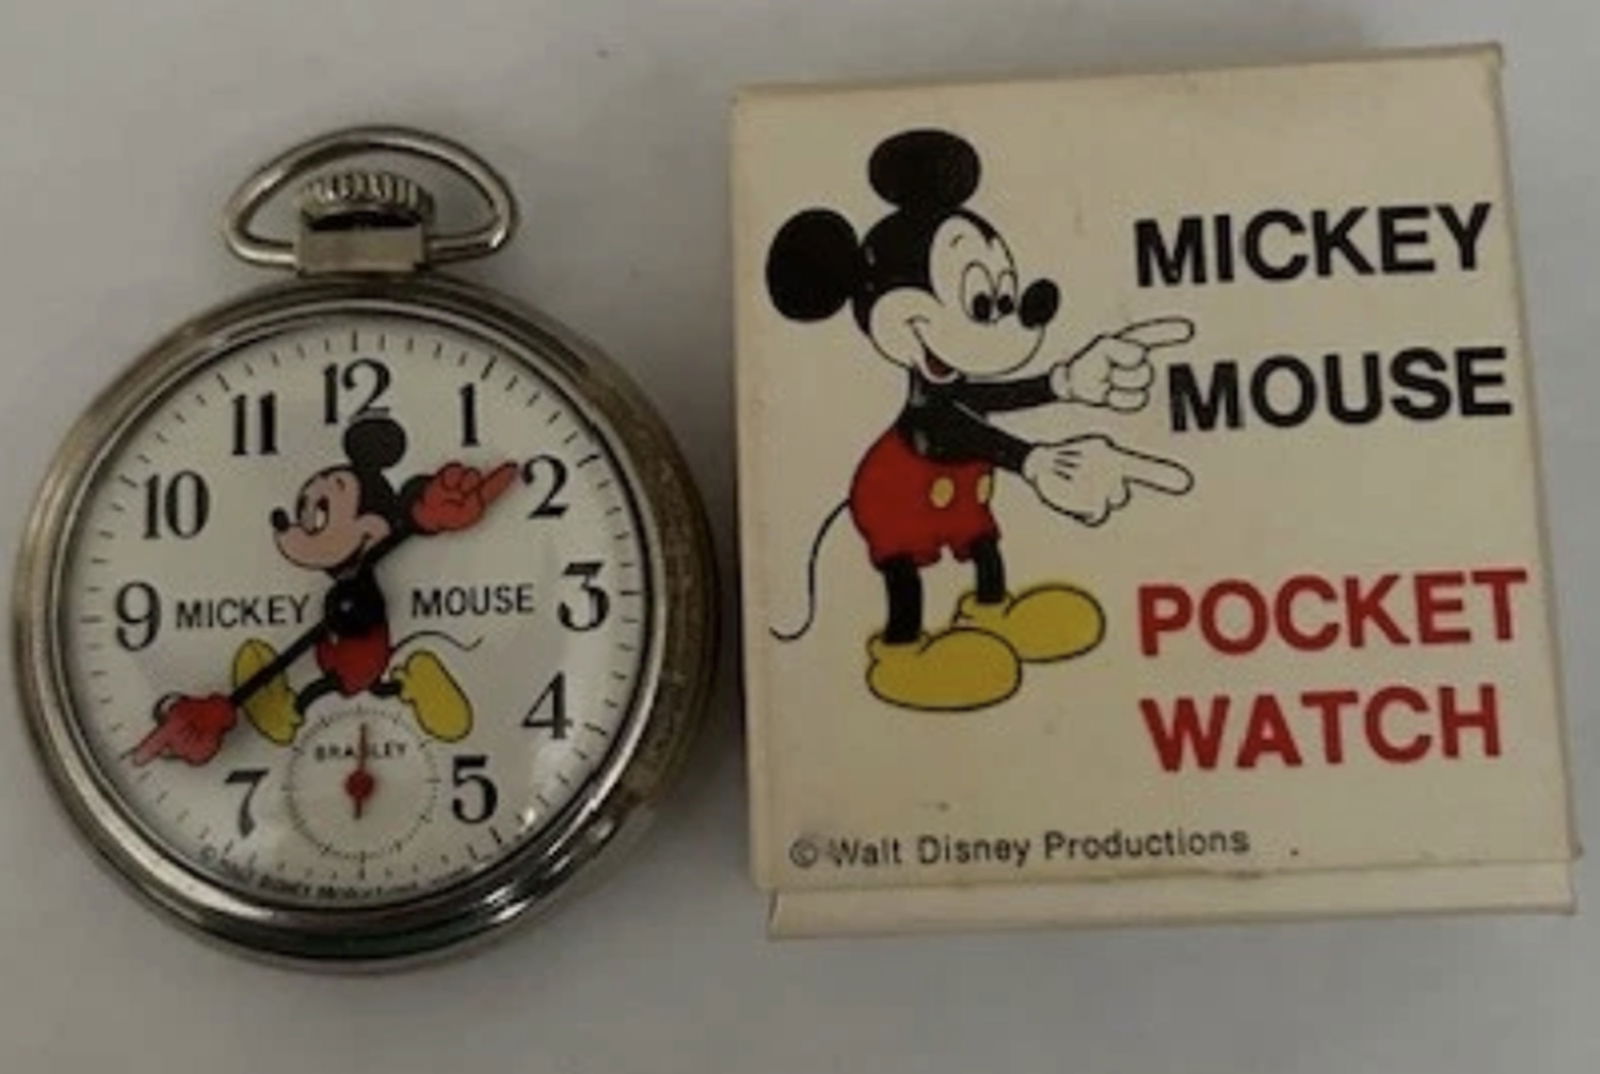 12
11 1
10 2
9 MICKEY MOUSE 3
4
BRADLEY
7 5
MICKEY
MOUSE
POCKET
WATCH
© Walt Disney Productions